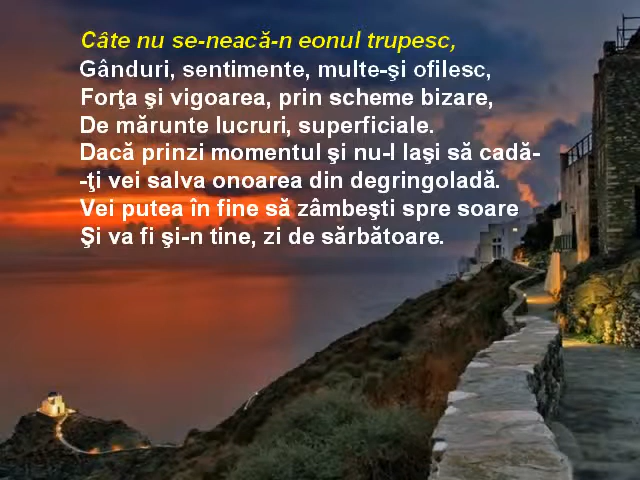 Câte nu se-neacă-n eonul trupesc,
Gânduri, sentimente, multe-şi ofilesc,
Forţa şi vigoarea, prin scheme bizare,
De mărunte lucruri, superficiale.
Dacă prinzi momentul şi nu-l laşi să cadă-
-ţi vei salva onoarea din degringoladă.
Vei putea în fine să zâmbeşti spre soare
Şi va fi şi-n tine, zi de sărbătoare.